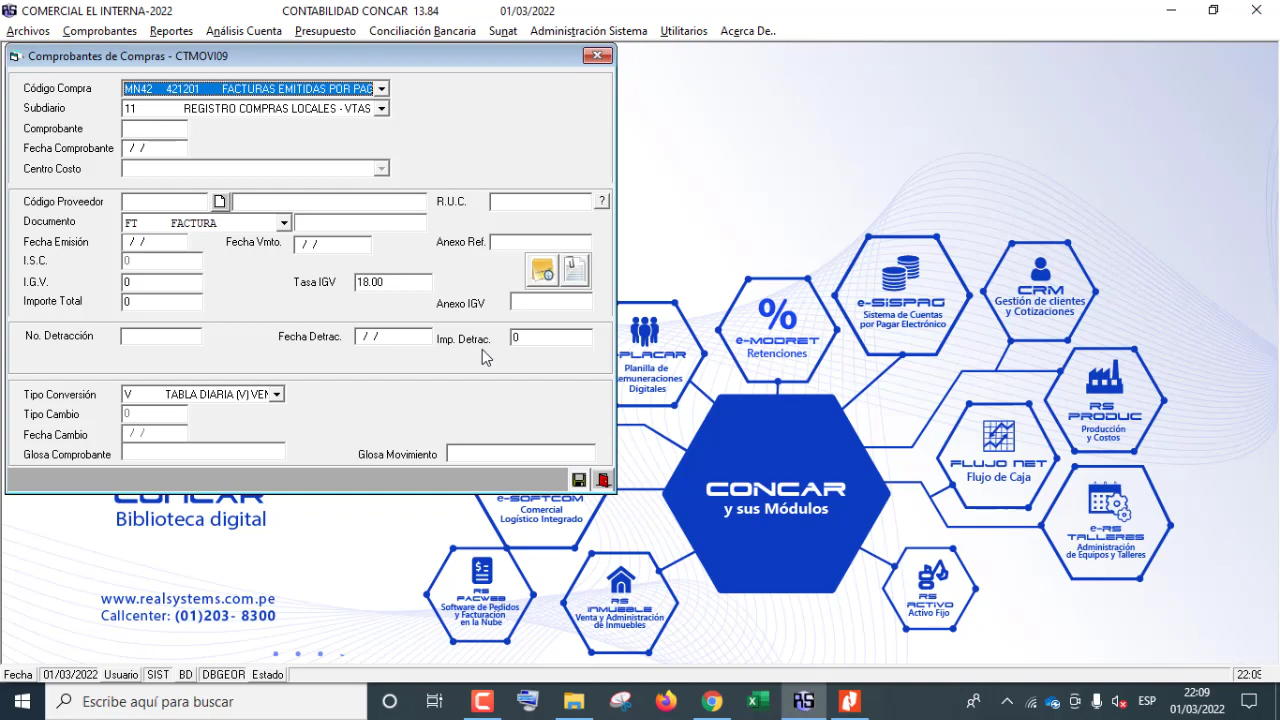 COMERCIAL EL INTERNA-2022 CONTABILIDAD CONCAR 13.84 01/03/2022
Archivos Comprobantes Reportes Análisis Cuenta Presupuesto Conciliación Bancaria Sunat Administración Sistema Utilitarios Acerca De..
Comprobantes de Compras - CTMOVI09
Código Compra MN42 421201 FACTURAS EMITIDAS POR PAG
Subdiario 11 REGISTRO COMPRAS LOCALES - VTAS
Comprobante
Fecha Comprobante / /
Centro Costo
Código Proveedor R.U.C. ?
Documento FT FACTURA
Fecha Emisión / / Fecha Vmto. / / Anexo Ref.
I.S.C. 0
I.G.V. 0 Tasa IGV 18.00
Importe Total 0 Anexo IGV
No. Detracción Fecha Detrac. / / Imp. Detrac. 0
Tipo Conversión V TABLA DIARIA (V) VEN
Tipo Cambio 0
Fecha Cambio / /
Glosa Comprobante Glosa Movimiento
e-SISPAG
Sistema de Cuentas
por Pagar Electrónico
CRM
Gestión de clientes
y Cotizaciones
%
e-MODRET
Retenciones
-PLACAR
Planilla de
emuneraciones
Digitales
RS
PRODUC
Producción
y Costos
FLUJO NET
Flujo de Caja
CONCAR
y sus Módulos
CONCAR
Biblioteca digital
e-SOFTCOM
Comercial
Logístico Integrado
e-RS
TALLERES
Administración
de Equipos y Talleres
RS
PACWEB
Software de Pedidos
y Facturación
en la Nube
RS
INMUEBLE
Venta y Administración
de Inmuebles
RS
ACTIVO
Activo Fijo
www.realsystems.com.pe
Callcenter: (01)203- 8300
Fecha 01/03/2022 Usuario SIST BD DBGEOR Estado 22:09
Escribe aquí para buscar
ESP
22:09
01/03/2022